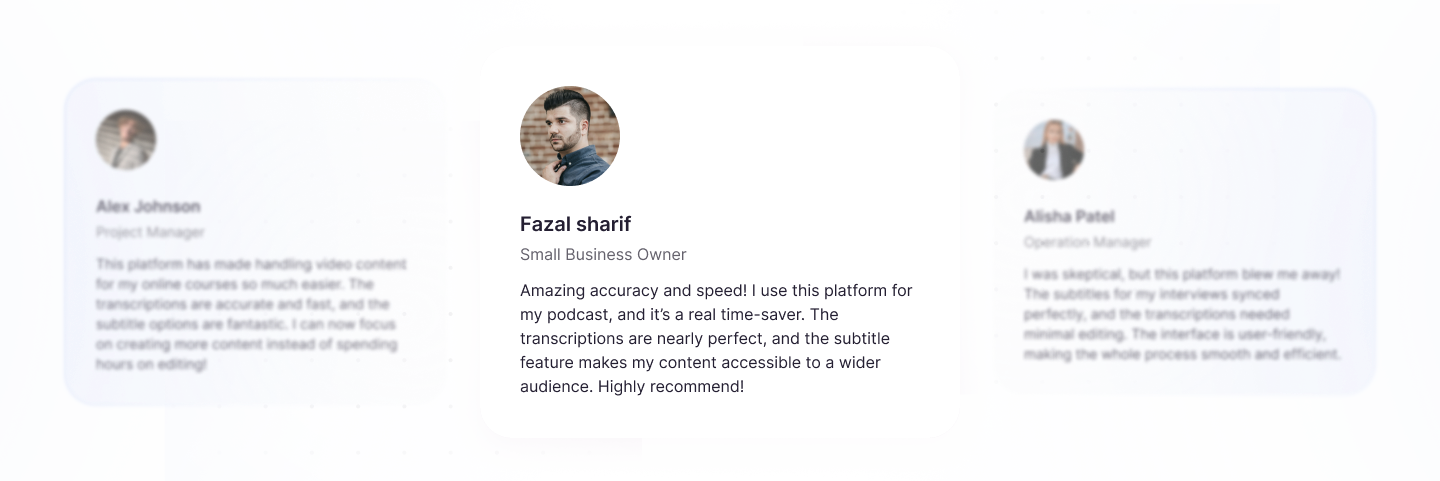 Alex Johnson
Project Manager
This platform has made handling video content
for my online courses so much easier. The
transcriptions are accurate and fast, and the
subtitle options are fantastic. I can now focus
on creating more content instead of spending
hours on editing!
Fazal sharif
Small Business Owner
Amazing accuracy and speed! I use this platform for
my podcast, and it’s a real time-saver. The
transcriptions are nearly perfect, and the subtitle
feature makes my content accessible to a wider
audience. Highly recommend!
Alisha Patel
Operation Manager
I was skeptical, but this platform blew me away!
The subtitles for my interviews synced
perfectly, and the transcriptions needed
minimal editing. The interface is user-friendly,
making the whole process smooth and efficient.